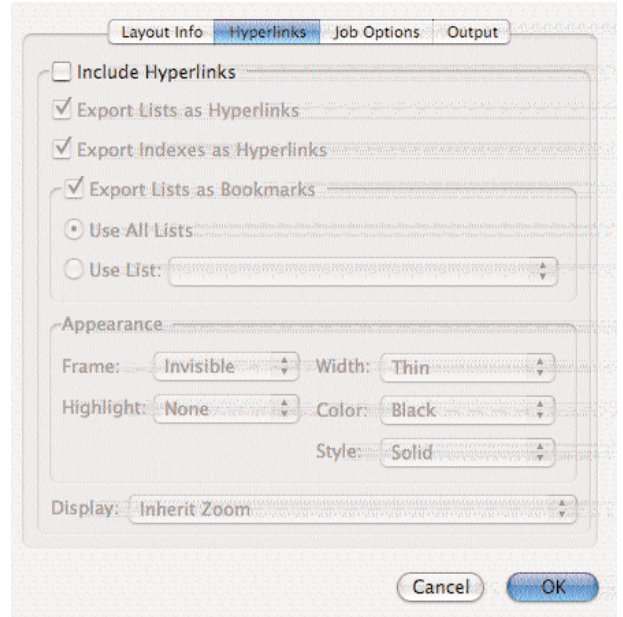 Layout Info Hyperlinks Job Options Output
Include Hyperlinks
Export Lists as Hyperlinks
Export Indexes as Hyperlinks
Export Lists as Bookmarks
Use All Lists
Use List:
Appearance
Frame: Invisible Width: Thin
Highlight: None Color: Black
Style: Solid
Display: Inherit Zoom
Cancel OK